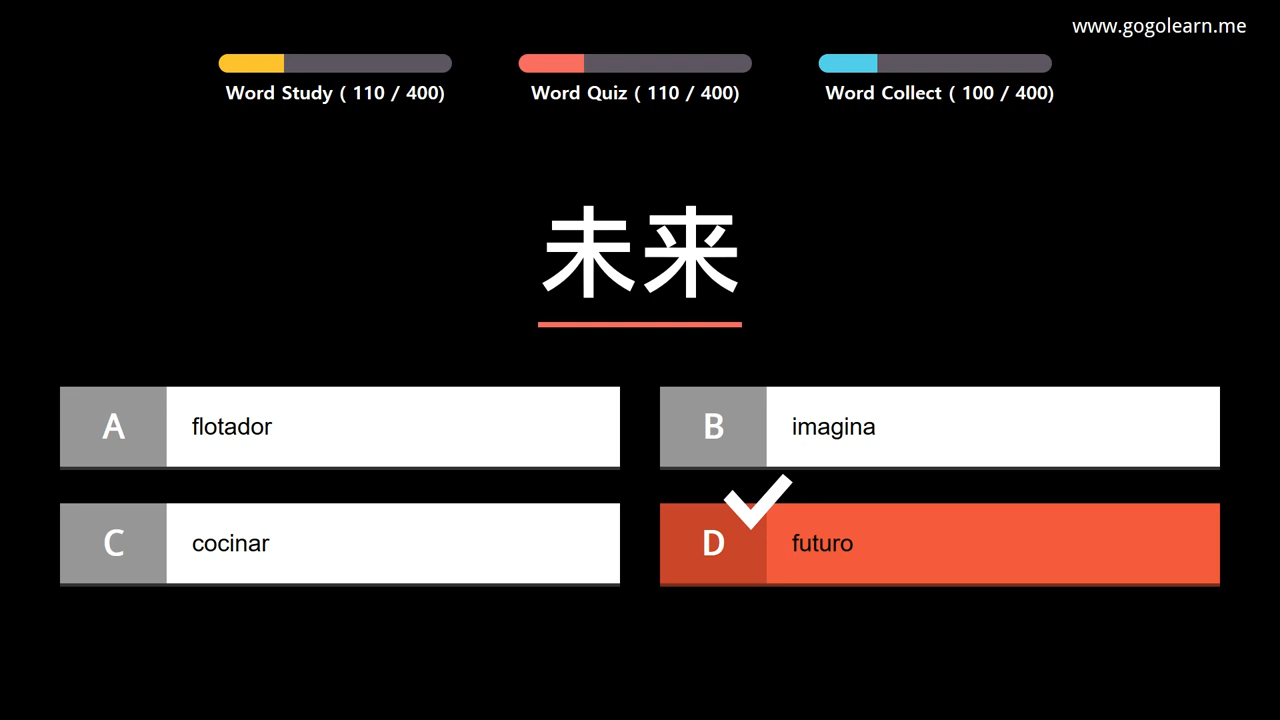 www.gogolearn.me
Word Study ( 110 / 400)
Word Quiz ( 110 / 400)
Word Collect ( 100 / 400)
未来
A flotador
B imagina
C cocinar
D futuro